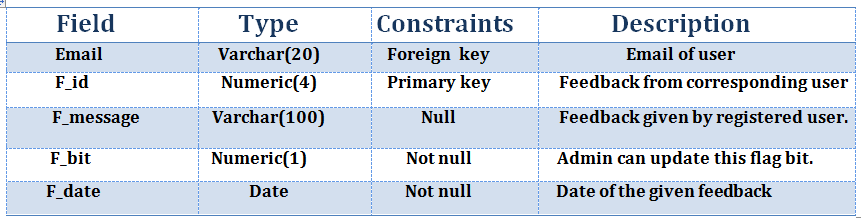 Field Type Constraints Description
Email Varchar(20) Foreign key Email of user
F_id Numeric(4) Primary key Feedback from corresponding user
F_message Varchar(100) Null Feedback given by registered user.
F_bit Numeric(1) Not null Admin can update this flag bit.
F_date Date Not null Date of the given feedback